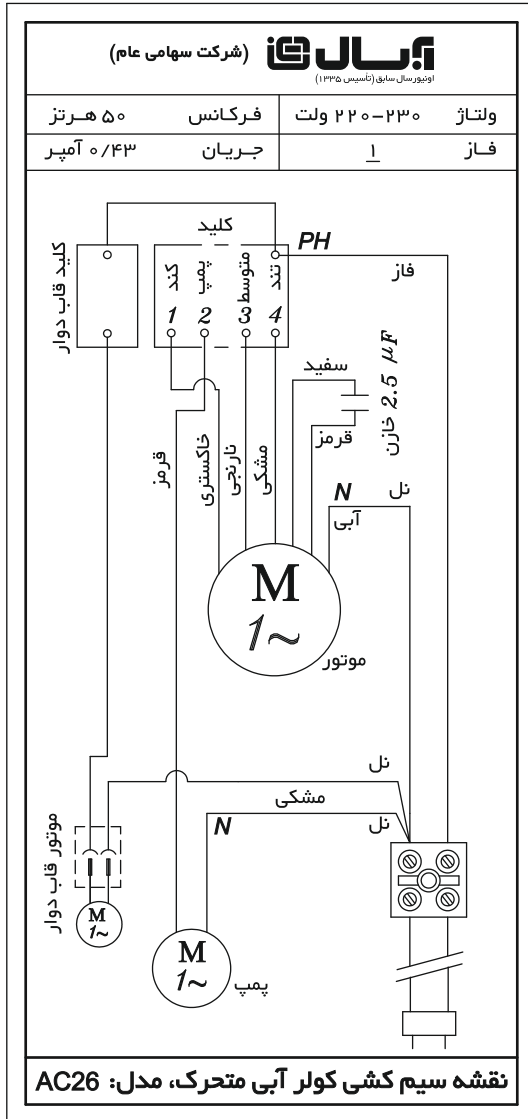 آبسال (شرکت سهامی عام)
اونیورسال سابق (تأسیس ۱۳۳۵)
ولتاژ ۲۲۰-۲۳۰ ولت فرکانس ۵۰ هرتز
فاز ۱ جریان ۰/۴۳ آمپر
کلید
PH
فاز
کلید قاب دوار
کند پمپ متوسط تند
1 2 3 4
سفید
قرمز
خازن 2.5 µF
قرمز
خاکستری
نارنجی
مشکی
N نل
آبی
M
1~
موتور
نل
مشکی
N نل
موتور قاب دوار
M
1~
M
1~
پمپ
نقشه سیم کشی کولر آبی متحرک، مدل: AC26